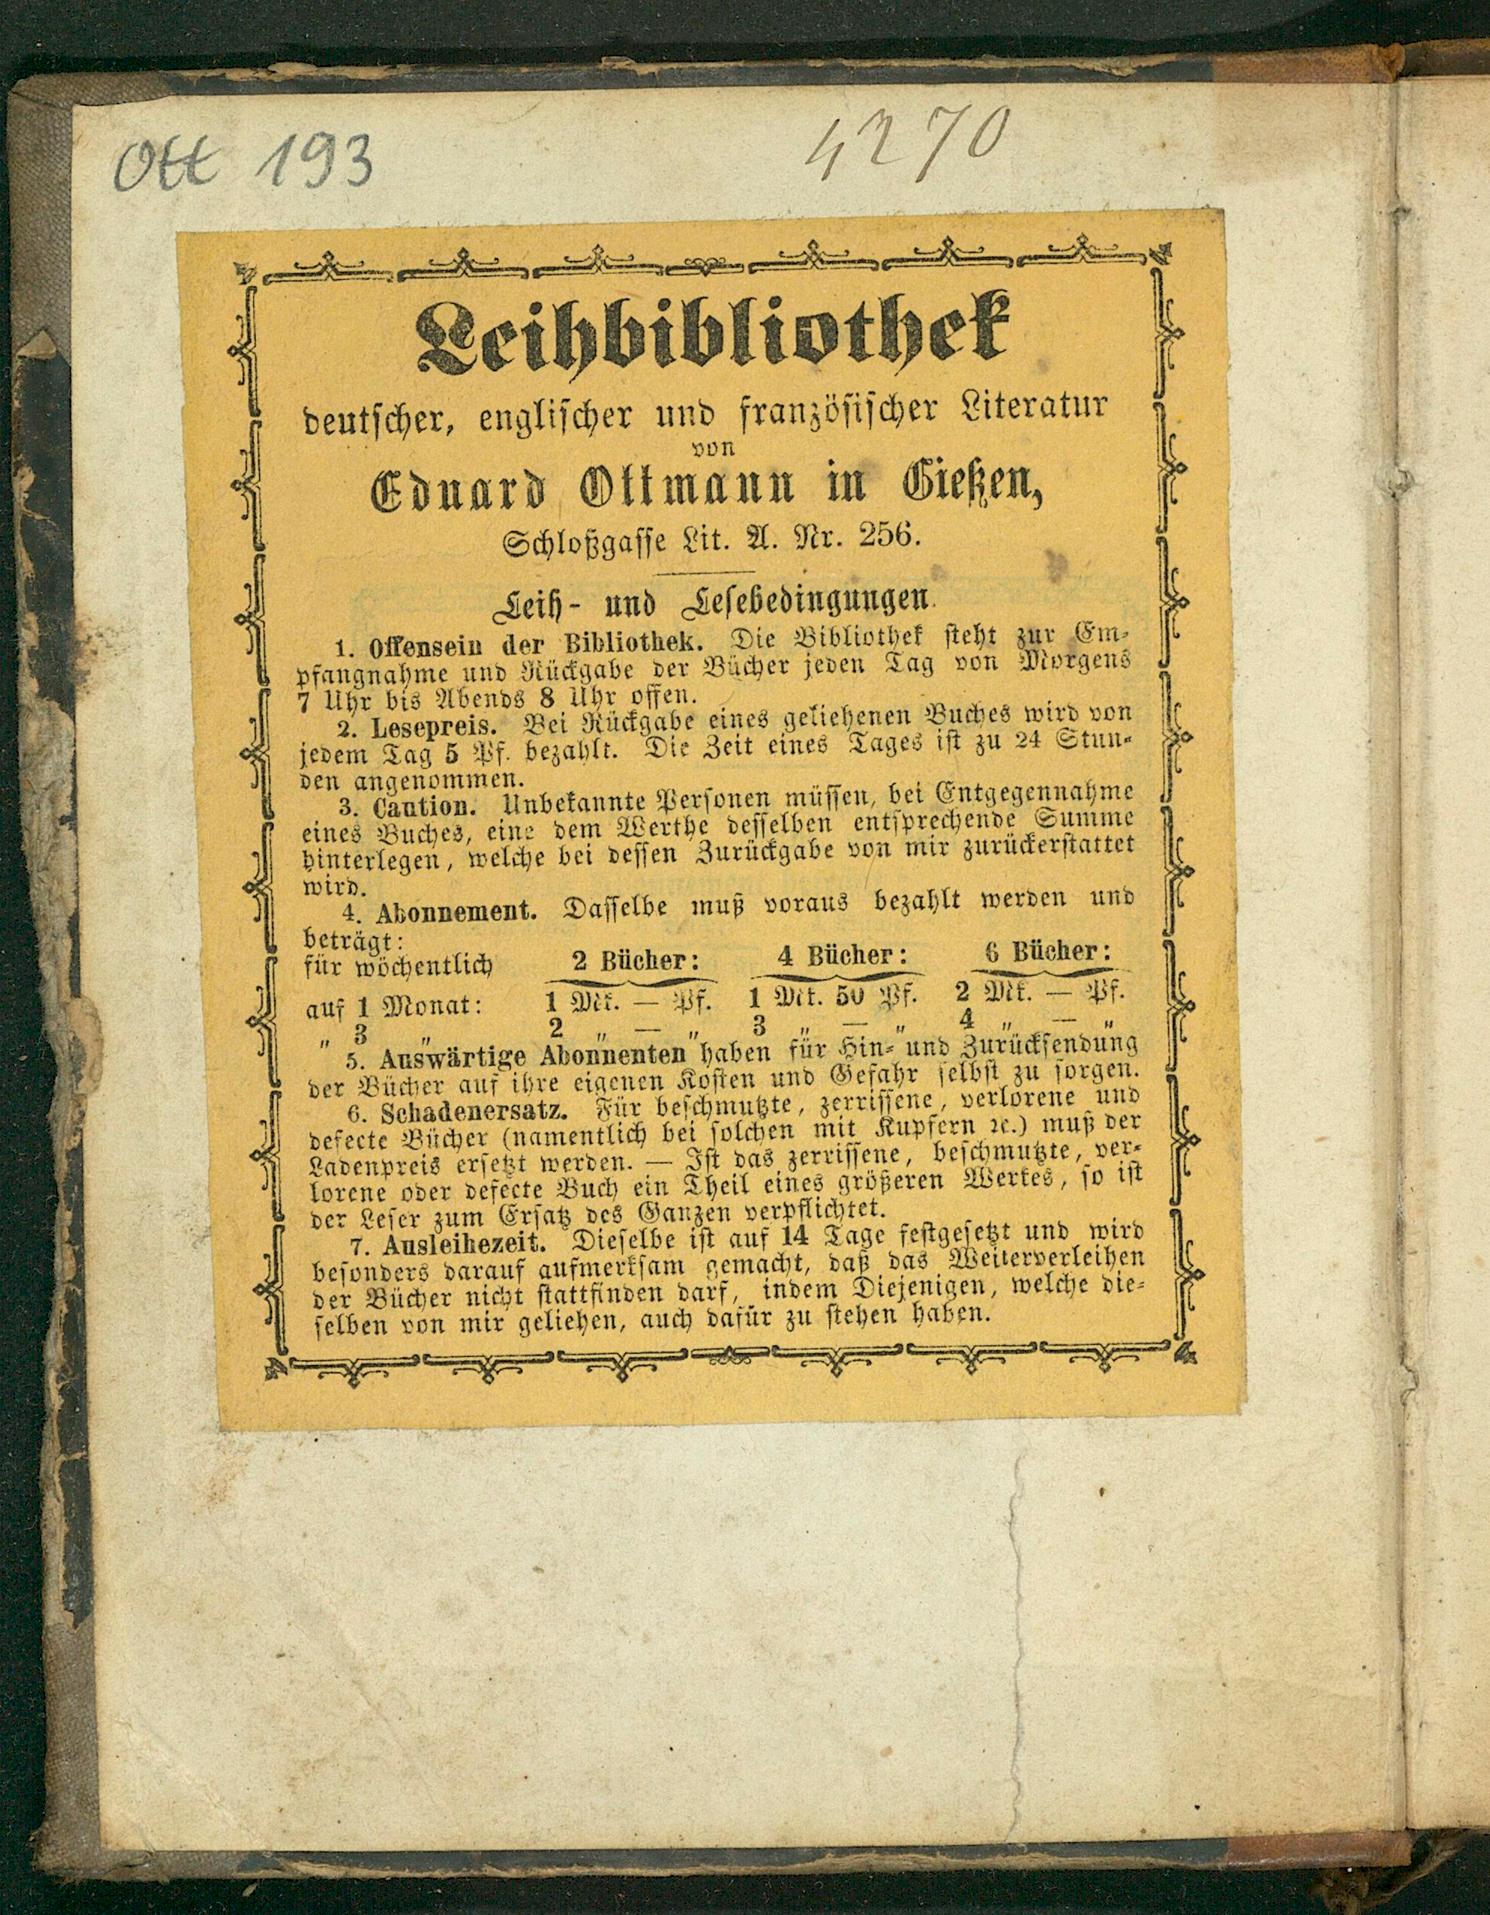 Ott 193
4270
Leihbibliothek
deutscher, englischer und französischer Literatur
von
Eduard Ottmann in Gießen,
Schloßgasse Lit. A. Nr. 256.
Leih- und Lesebedingungen.
1. Offensein der Bibliothek. Die Bibliothek steht zur Em-
pfangnahme und Rückgabe der Bücher jeden Tag von Morgens
7 Uhr bis Abends 8 Uhr offen.
2. Lesepreis. Bei Rückgabe eines geliehenen Buches wird von
jedem Tag 5 Pf. bezahlt. Die Zeit eines Tages ist zu 24 Stun-
den angenommen.
3. Caution. Unbekannte Personen müssen, bei Entgegennahme
eines Buches, eine dem Werthe desselben entsprechende Summe
hinterlegen, welche bei dessen Zurückgabe von mir zurückerstattet
wird.
4. Abonnement. Dasselbe muß voraus bezahlt werden und
beträgt:
für wöchentlich 2 Bücher: 4 Bücher: 6 Bücher:
auf 1 Monat: 1 Mk. — Pf. 1 Mk. 50 Pf. 2 Mk. — Pf.
„ 3 „ 2 „ — „ 3 „ — „ 4 „ — „
5. Auswärtige Abonnenten haben für Hin- und Zurücksendung
der Bücher auf ihre eigenen Kosten und Gefahr selbst zu sorgen.
6. Schadenersatz. Für beschmutzte, zerrissene, verlorene und
defecte Bücher (namentlich bei solchen mit Kupfern ꝛc.) muß der
Ladenpreis ersetzt werden. — Ist das zerrissene, beschmutzte, ver-
lorene oder defecte Buch ein Theil eines größeren Werkes, so ist
der Leser zum Ersatz des Ganzen verpflichtet.
7. Ausleihezeit. Dieselbe ist auf 14 Tage festgesetzt und wird
besonders darauf aufmerksam gemacht, daß das Weiterverleihen
der Bücher nicht stattfinden darf, indem Diejenigen, welche die-
selben von mir geliehen, auch dafür zu stehen haben.